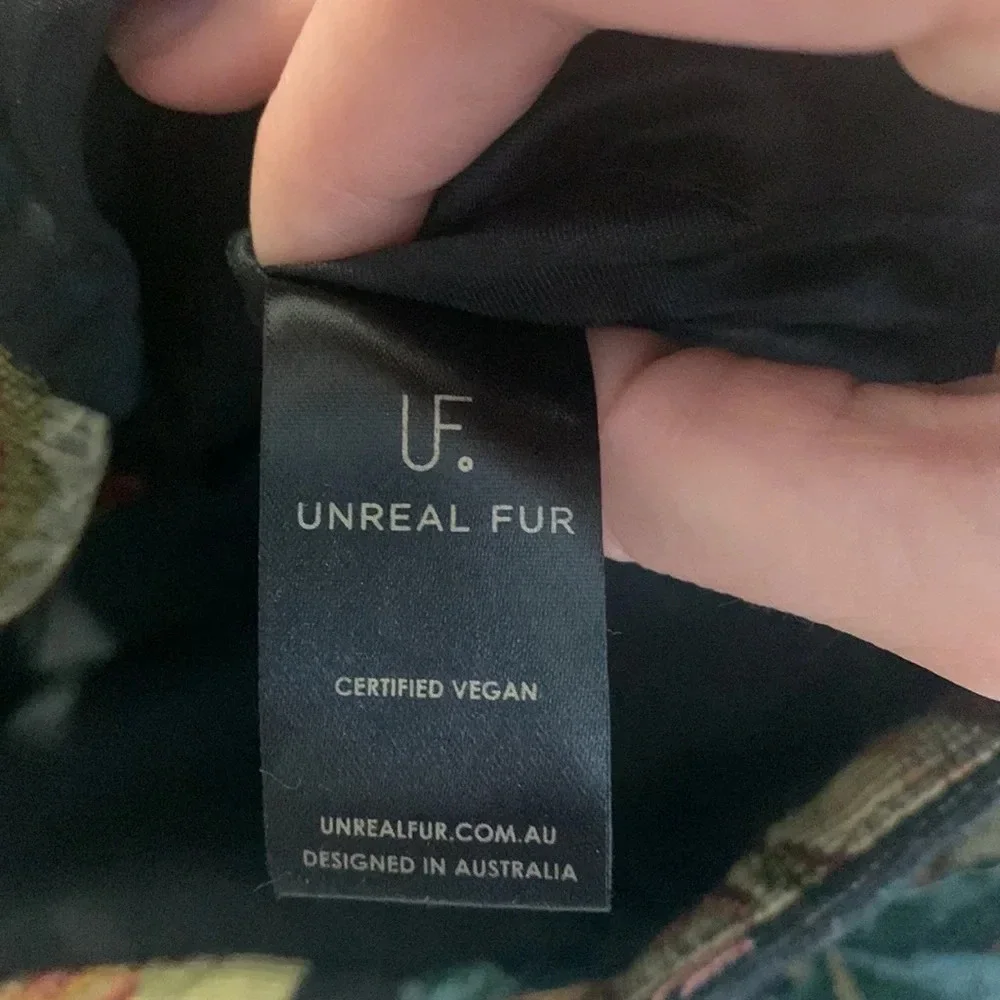 UF.
UNREAL FUR
CERTIFIED VEGAN
UNREALFUR.COM.AU
DESIGNED IN AUSTRALIA